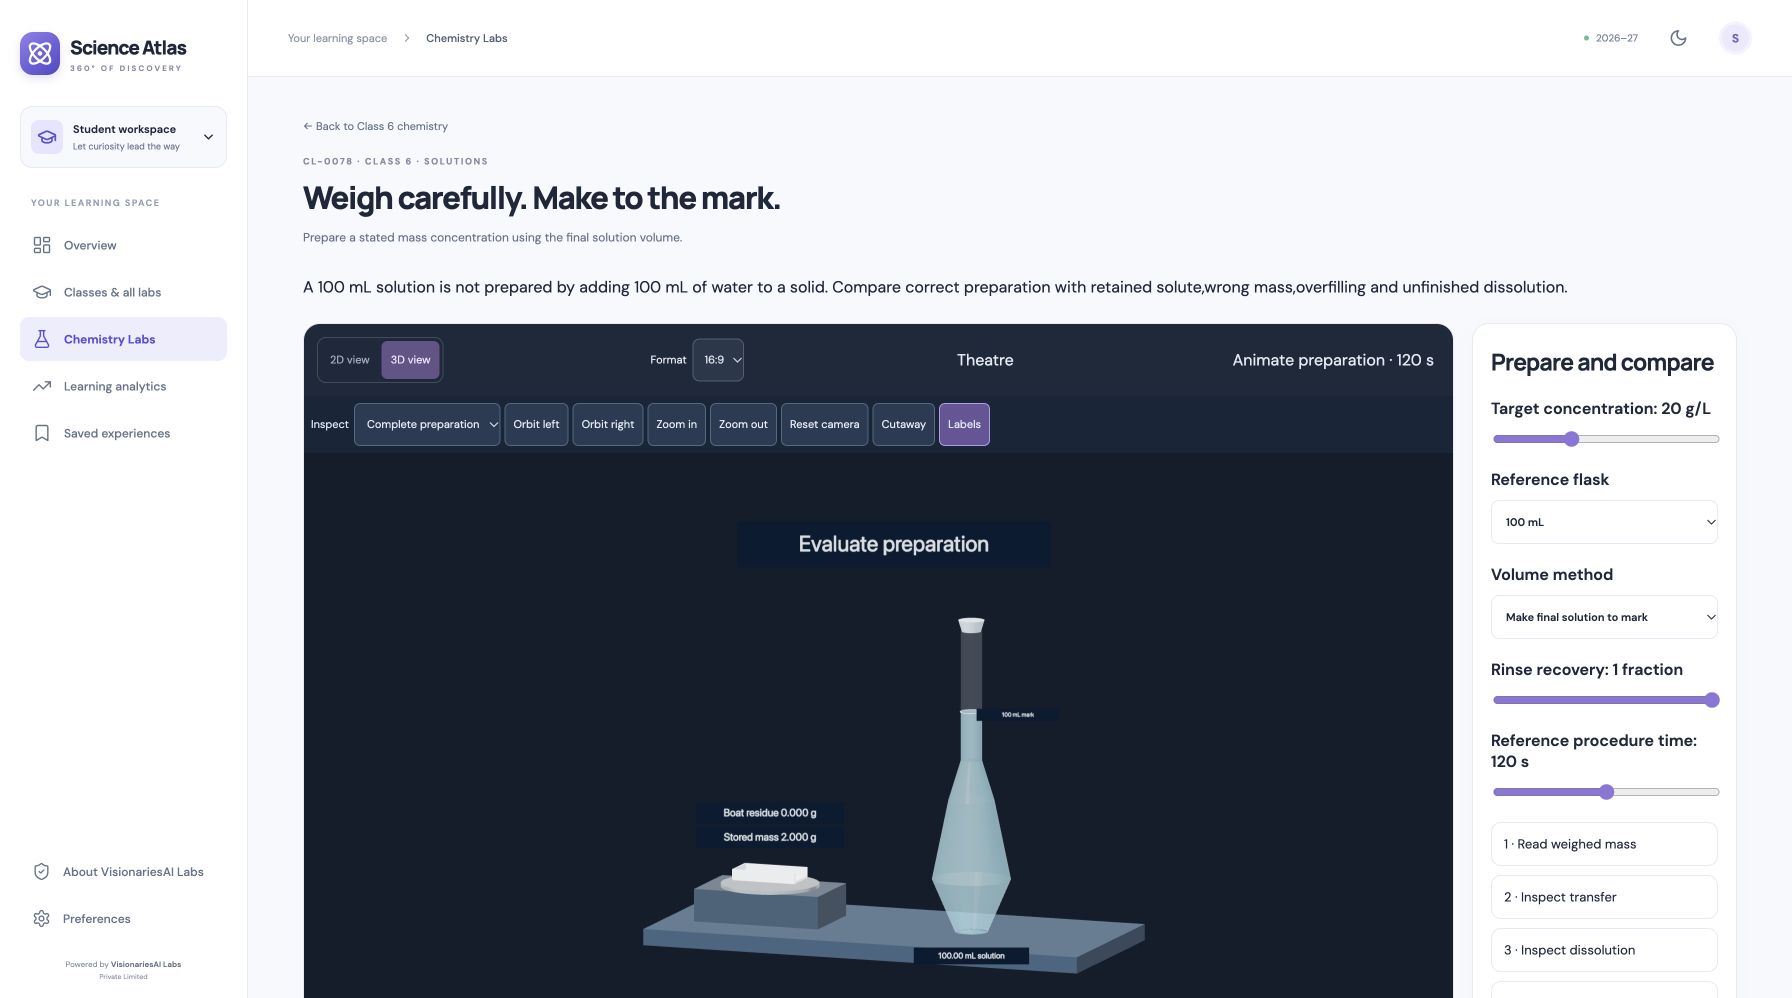 Science Atlas
360° OF DISCOVERY
Student workspace
Let curiosity lead the way
YOUR LEARNING SPACE
Overview
Classes & all labs
Chemistry Labs
Learning analytics
Saved experiences
About VisionariesAI Labs
Preferences
Powered by VisionariesAI Labs
Private Limited
Your learning space
Chemistry Labs
2026–27
S
← Back to Class 6 chemistry
CL-0078 · CLASS 6 · SOLUTIONS
Weigh carefully. Make to the mark.
Prepare a stated mass concentration using the final solution volume.
A 100 mL solution is not prepared by adding 100 mL of water to a solid. Compare correct preparation with retained solute,wrong mass,overfilling and unfinished dissolution.
2D view
3D view
Format
16:9
Theatre
Animate preparation · 120 s
Inspect
Complete preparation
Orbit left
Orbit right
Zoom in
Zoom out
Reset camera
Cutaway
Labels
Evaluate preparation
100 mL mark
Boat residue 0.000 g
Stored mass 2.000 g
100.00 mL solution
Prepare and compare
Target concentration: 20 g/L
Reference flask
100 mL
Volume method
Make final solution to mark
Rinse recovery: 1 fraction
Reference procedure time:
120 s
1 · Read weighed mass
2 · Inspect transfer
3 · Inspect dissolution